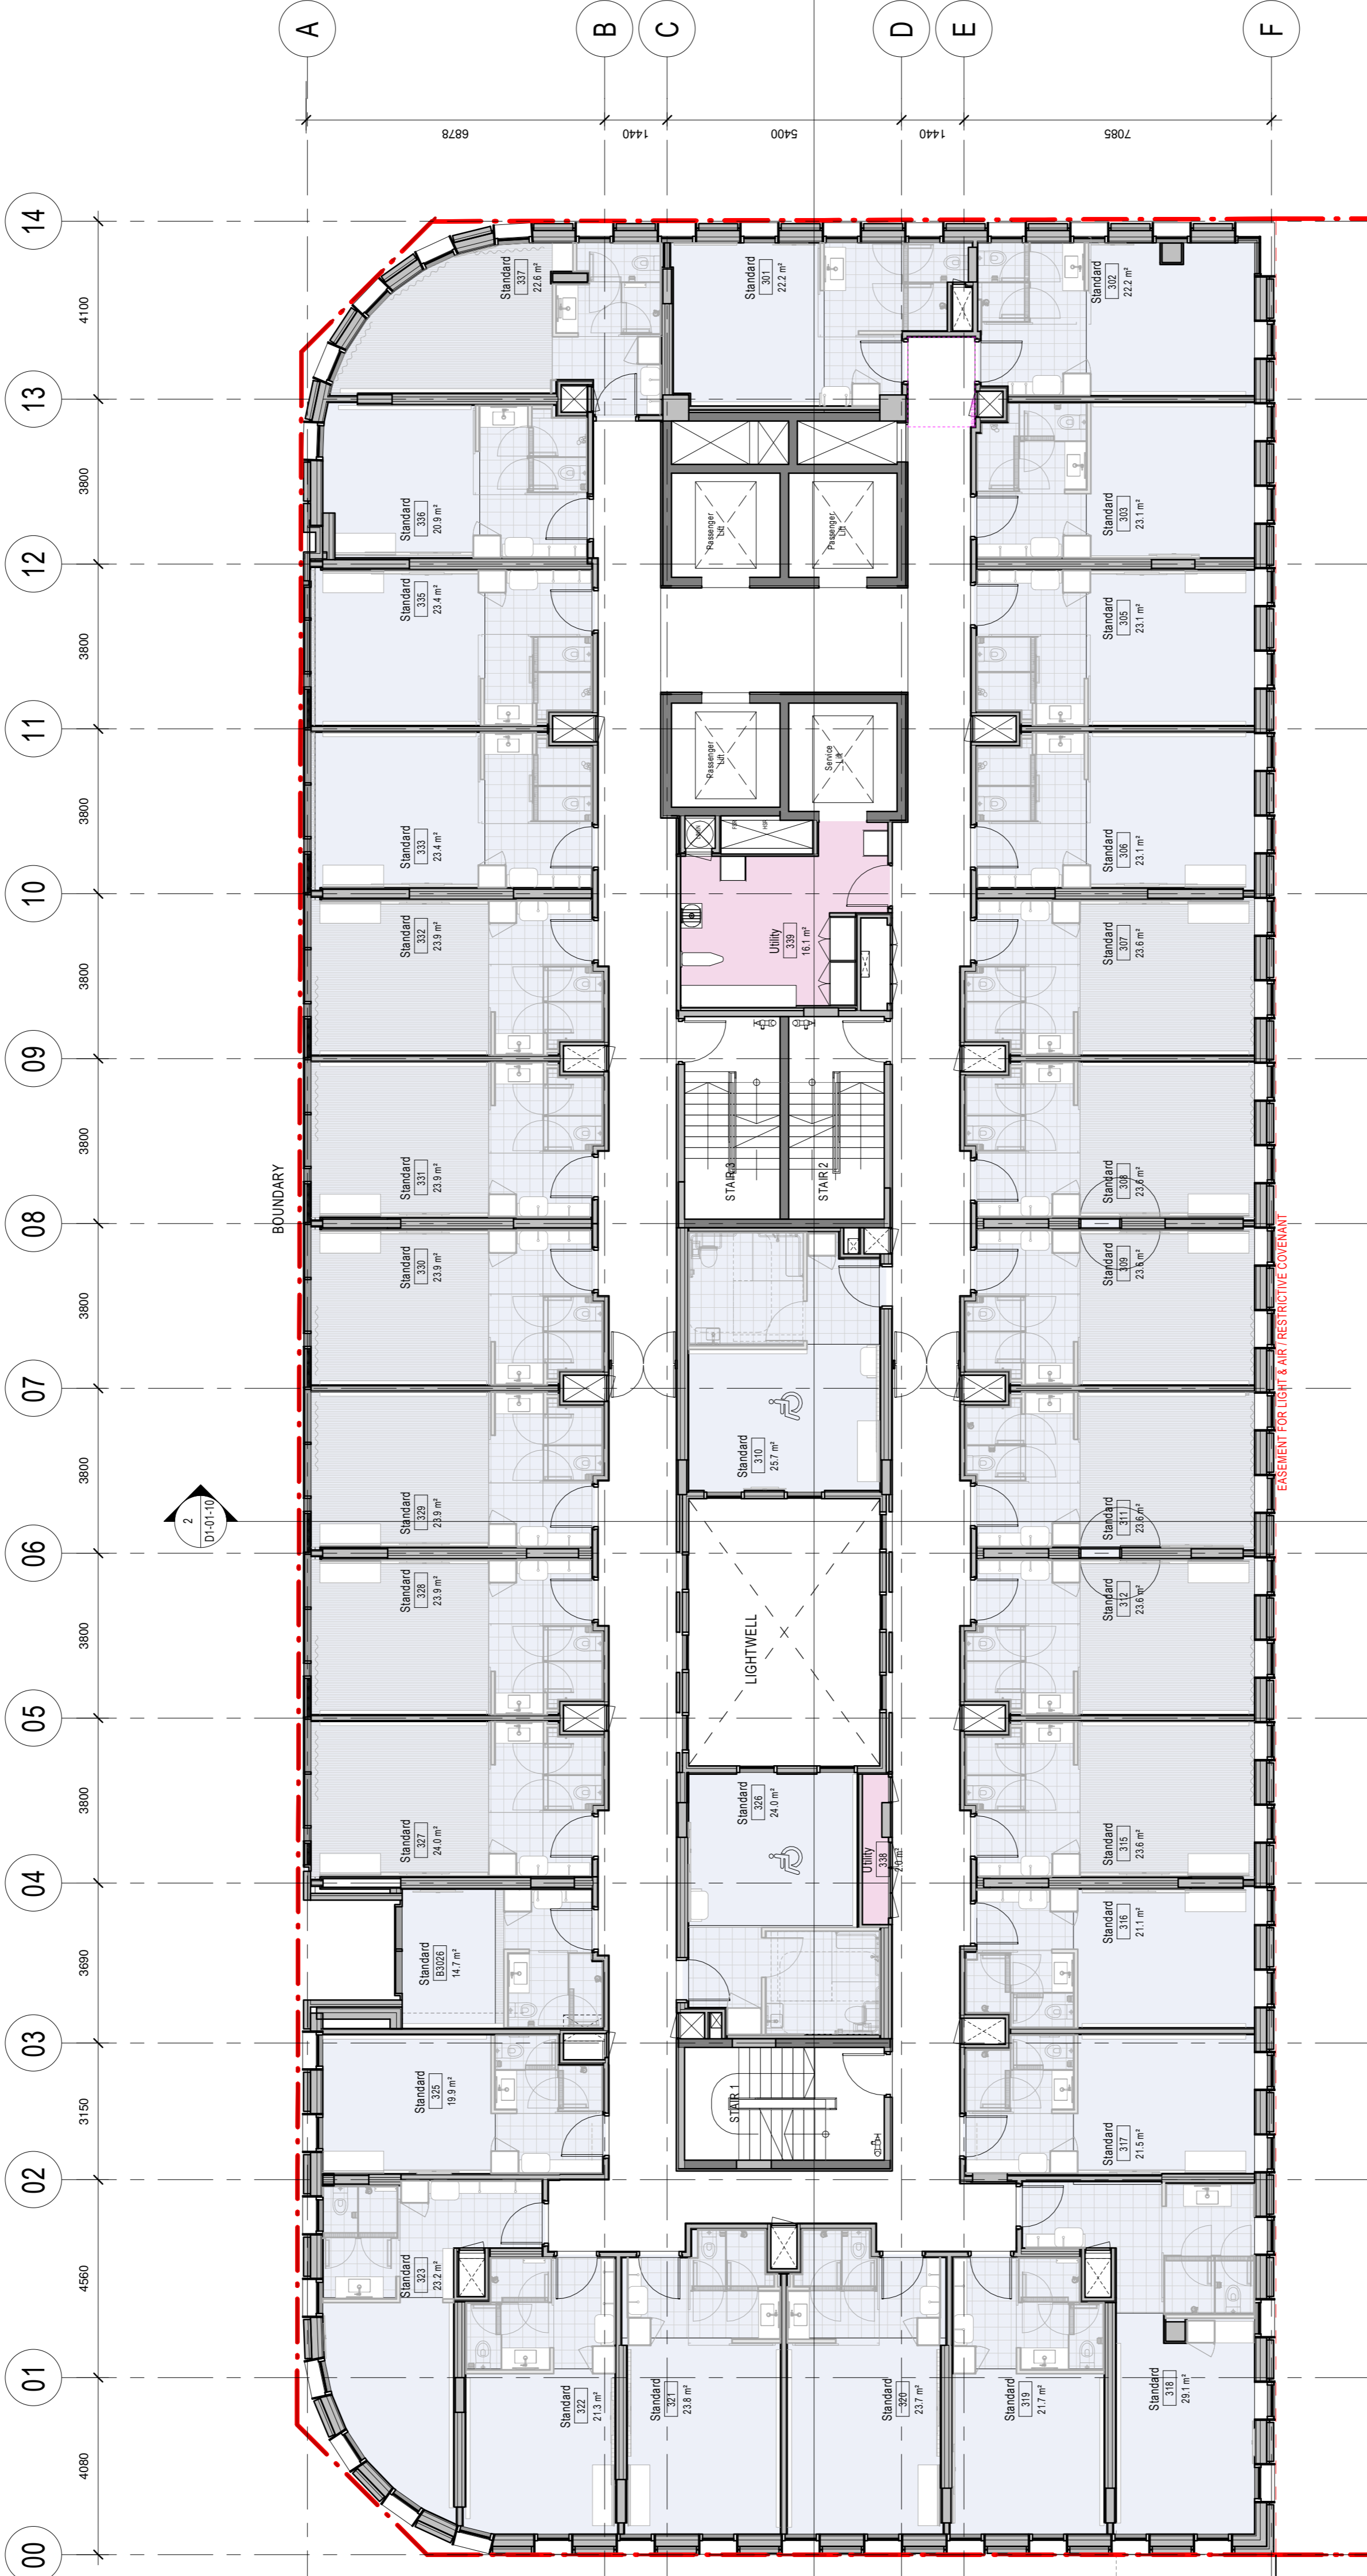 A
B
C
D
E
F
6878
1440
5400
1440
7085
14
13
12
11
10
09
08
07
06
05
04
03
02
01
00
4100
3800
3800
3800
3800
3800
3800
3800
3800
3800
3690
3150
4560
4080
BOUNDARY
2
D1-01-10
EASEMENT FOR LIGHT & AIR / RESTRICTIVE COVENANT
Standard
337
22.6 m²
Standard
301
22.2 m²
Standard
302
22.2 m²
Standard
336
20.9 m²
Passenger
Lift
Passenger
Lift
Standard
303
23.1 m²
Standard
335
23.4 m²
Standard
305
23.1 m²
Standard
333
23.4 m²
Passenger
Lift
Service
Lift
Standard
306
23.1 m²
FHR
HSR
Standard
332
23.9 m²
Utility
339
16.1 m²
Standard
307
23.6 m²
Standard
331
23.9 m²
STAIR 3
STAIR 2
Standard
308
23.6 m²
Standard
330
23.9 m²
Standard
309
23.6 m²
Standard
329
23.9 m²
Standard
310
25.7 m²
Standard
311
23.6 m²
Standard
328
23.9 m²
LIGHTWELL
Standard
312
23.6 m²
Standard
327
24.0 m²
Standard
326
24.0 m²
Utility
338
2.0 m²
Standard
315
23.6 m²
Standard
B3026
14.7 m²
Standard
316
21.1 m²
Standard
325
19.9 m²
STAIR 1
Standard
317
21.5 m²
Standard
323
23.2 m²
Standard
322
21.3 m²
Standard
321
23.8 m²
Standard
320
23.7 m²
Standard
319
21.7 m²
Standard
318
29.1 m²